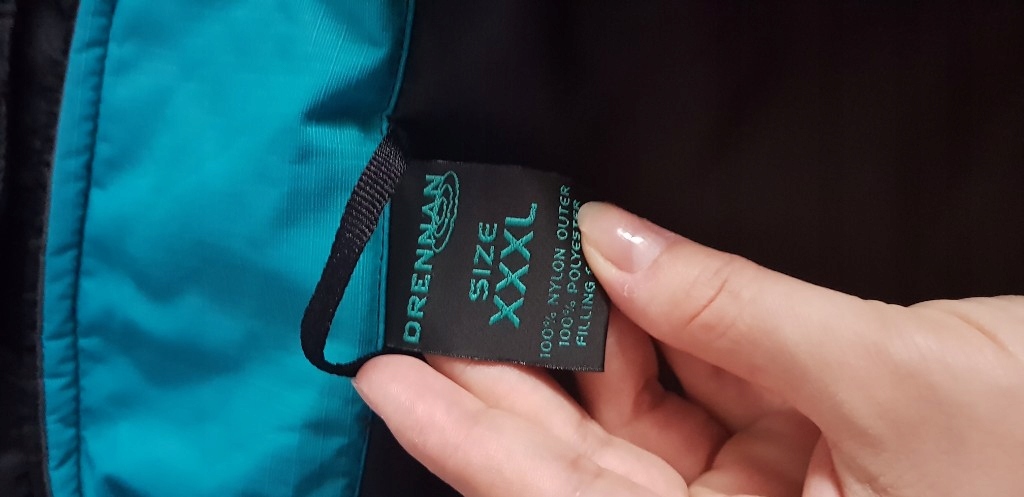 DRENNAN
SIZE
XXXL
100% NYLON OUTER
100% POLYESTER
FILLING